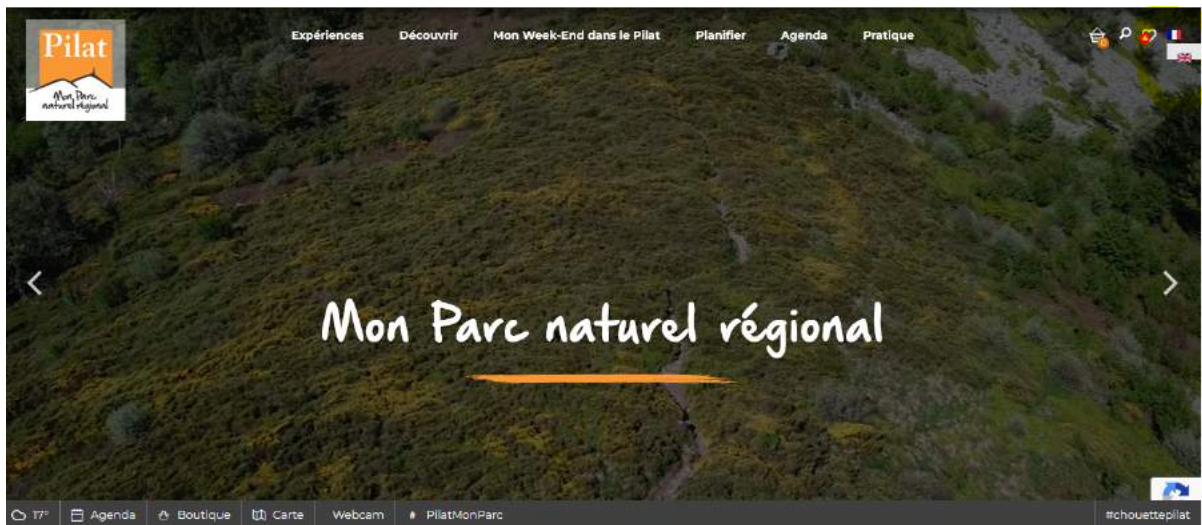 Pilat
Mon Parc
naturel régional
Expériences
Découvrir
Mon Week-End dans le Pilat
Planifier
Agenda
Pratique
0
Mon Parc naturel régional
17°
Agenda
Boutique
Carte
Webcam
PilatMonParc
#chouettepilat